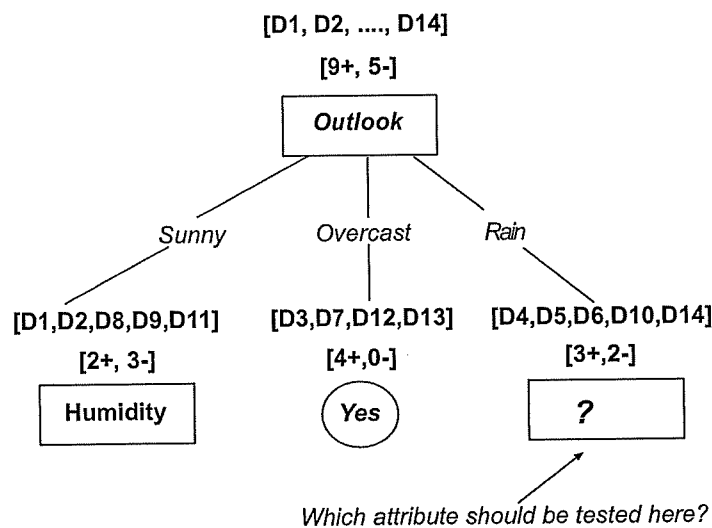 [D1, D2, ...., D14]
[9+, 5-]
Outlook
Sunny
Overcast
Rain
[D1,D2,D8,D9,D11]
[D3,D7,D12,D13]
[D4,D5,D6,D10,D14]
[2+, 3-]
[4+,0-]
[3+,2-]
Humidity
Yes
?
Which attribute should be tested here?